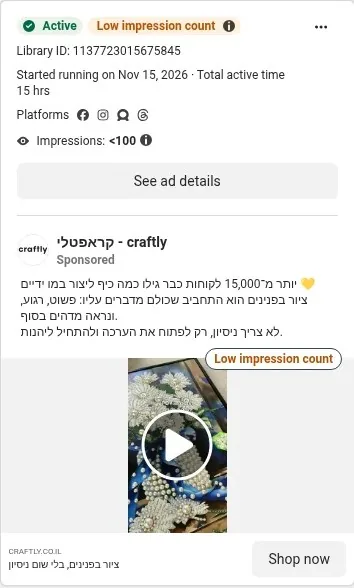 Active Low impression count
Library ID: 1137723015675845
Started running on Nov 15, 2026 · Total active time
15 hrs
Platforms
Impressions: <100
See ad details
craftly
קראפטלי - craftly
Sponsored
💛 יותר מ־15,000 לקוחות כבר גילו כמה כיף ליצור במו ידיים
ציור בפנינים הוא התחביב שכולם מדברים עליו: פשוט, רגוע,
ונראה מדהים בסוף.
לא צריך ניסיון, רק לפתוח את הערכה ולהתחיל ליהנות.
Low impression count
CRAFTLY.CO.IL
ציור בפנינים, בלי שום ניסיון
Shop now